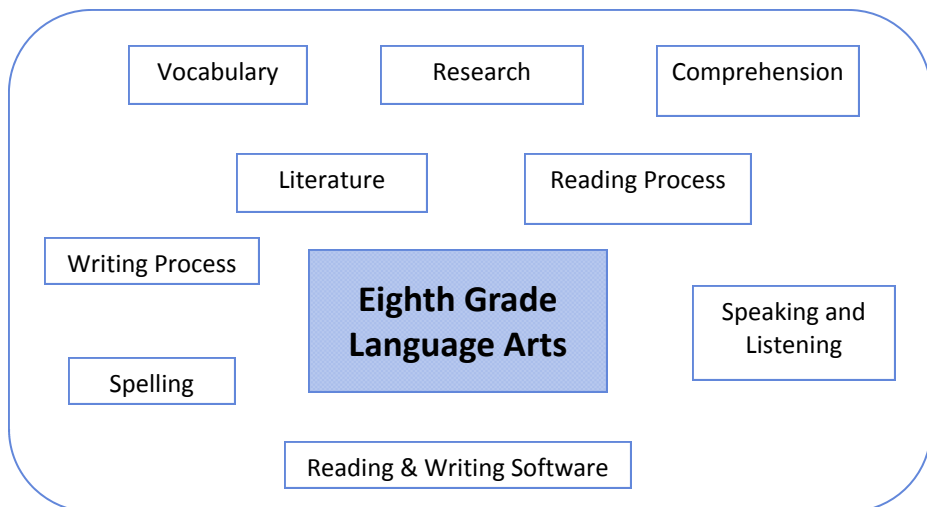 Vocabulary
Research
Comprehension
Literature
Reading Process
Writing Process
Eighth Grade
Language Arts
Speaking and
Listening
Spelling
Reading & Writing Software